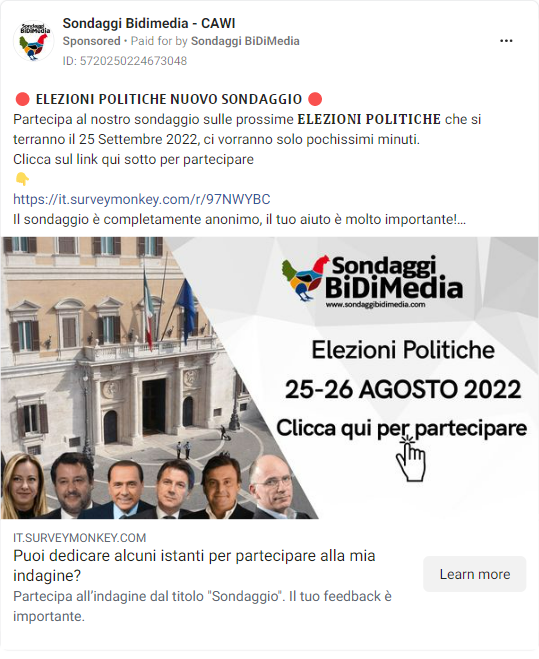 Sondaggi Bidimedia - CAWI
Sponsored • Paid for by Sondaggi BiDiMedia
ID: 5720250224673048
🔴 ELEZIONI POLITICHE NUOVO SONDAGGIO 🔴
Partecipa al nostro sondaggio sulle prossime ELEZIONI POLITICHE che si
terranno il 25 Settembre 2022, ci vorranno solo pochissimi minuti.
Clicca sul link qui sotto per partecipare
👇
https://it.surveymonkey.com/r/97NWYBC
Il sondaggio è completamente anonimo, il tuo aiuto è molto importante!...
Sondaggi
BiDiMedia
www.sondaggibidimedia.com
Elezioni Politiche
25-26 AGOSTO 2022
Clicca qui per partecipare
IT.SURVEYMONKEY.COM
Puoi dedicare alcuni istanti per partecipare alla mia
indagine?
Partecipa all'indagine dal titolo "Sondaggio". Il tuo feedback è
importante.
Learn more